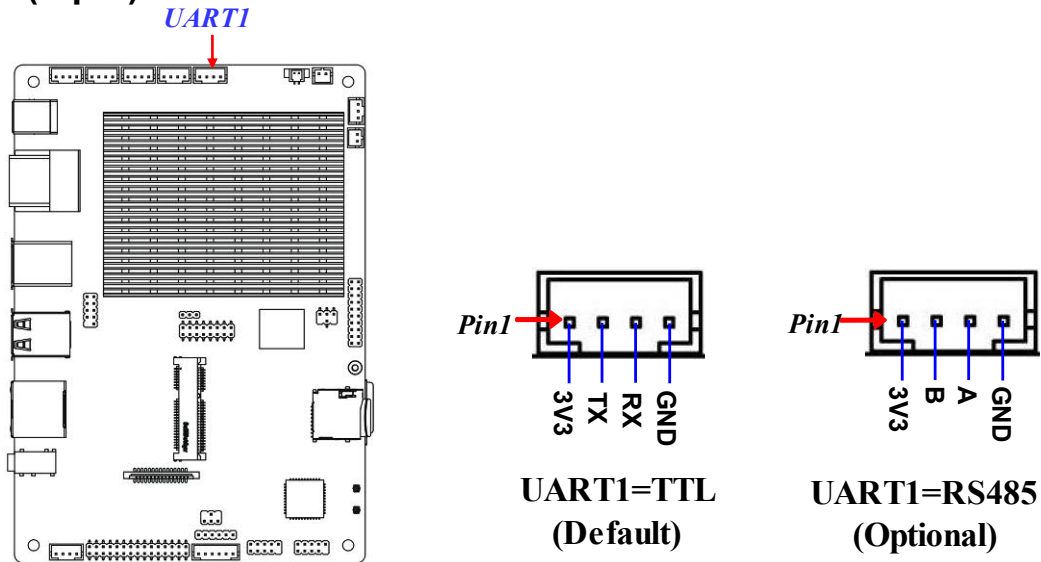 UART1
Pin1
3V3
TX
RX
GND
UART1=TTL
(Default)
Pin1
3V3
B
A
GND
UART1=RS485
(Optional)